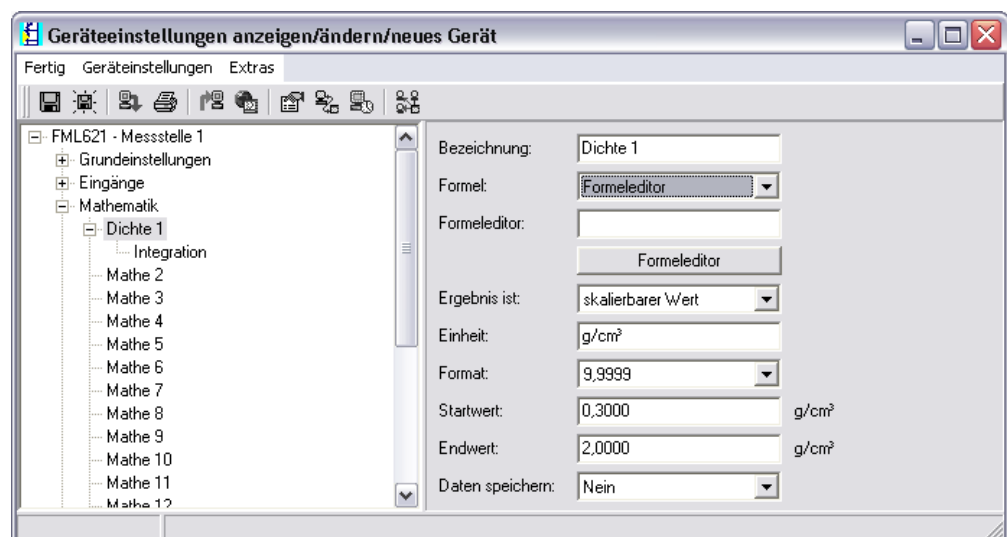 Geräteeinstellungen anzeigen/ändern/neues Gerät
Fertig Geräteinstellungen Extras
FML621 - Messstelle 1
Grundeinstellungen
Eingänge
Mathematik
Dichte 1
Integration
Mathe 2
Mathe 3
Mathe 4
Mathe 5
Mathe 6
Mathe 7
Mathe 8
Mathe 9
Mathe 10
Mathe 11
Mathe 12
Bezeichnung: Dichte 1
Formel: Formeleditor
Formeleditor:
Formeleditor
Ergebnis ist: skalierbarer Wert
Einheit: g/cm³
Format: 9,9999
Startwert: 0,3000 g/cm³
Endwert: 2,0000 g/cm³
Daten speichern: Nein